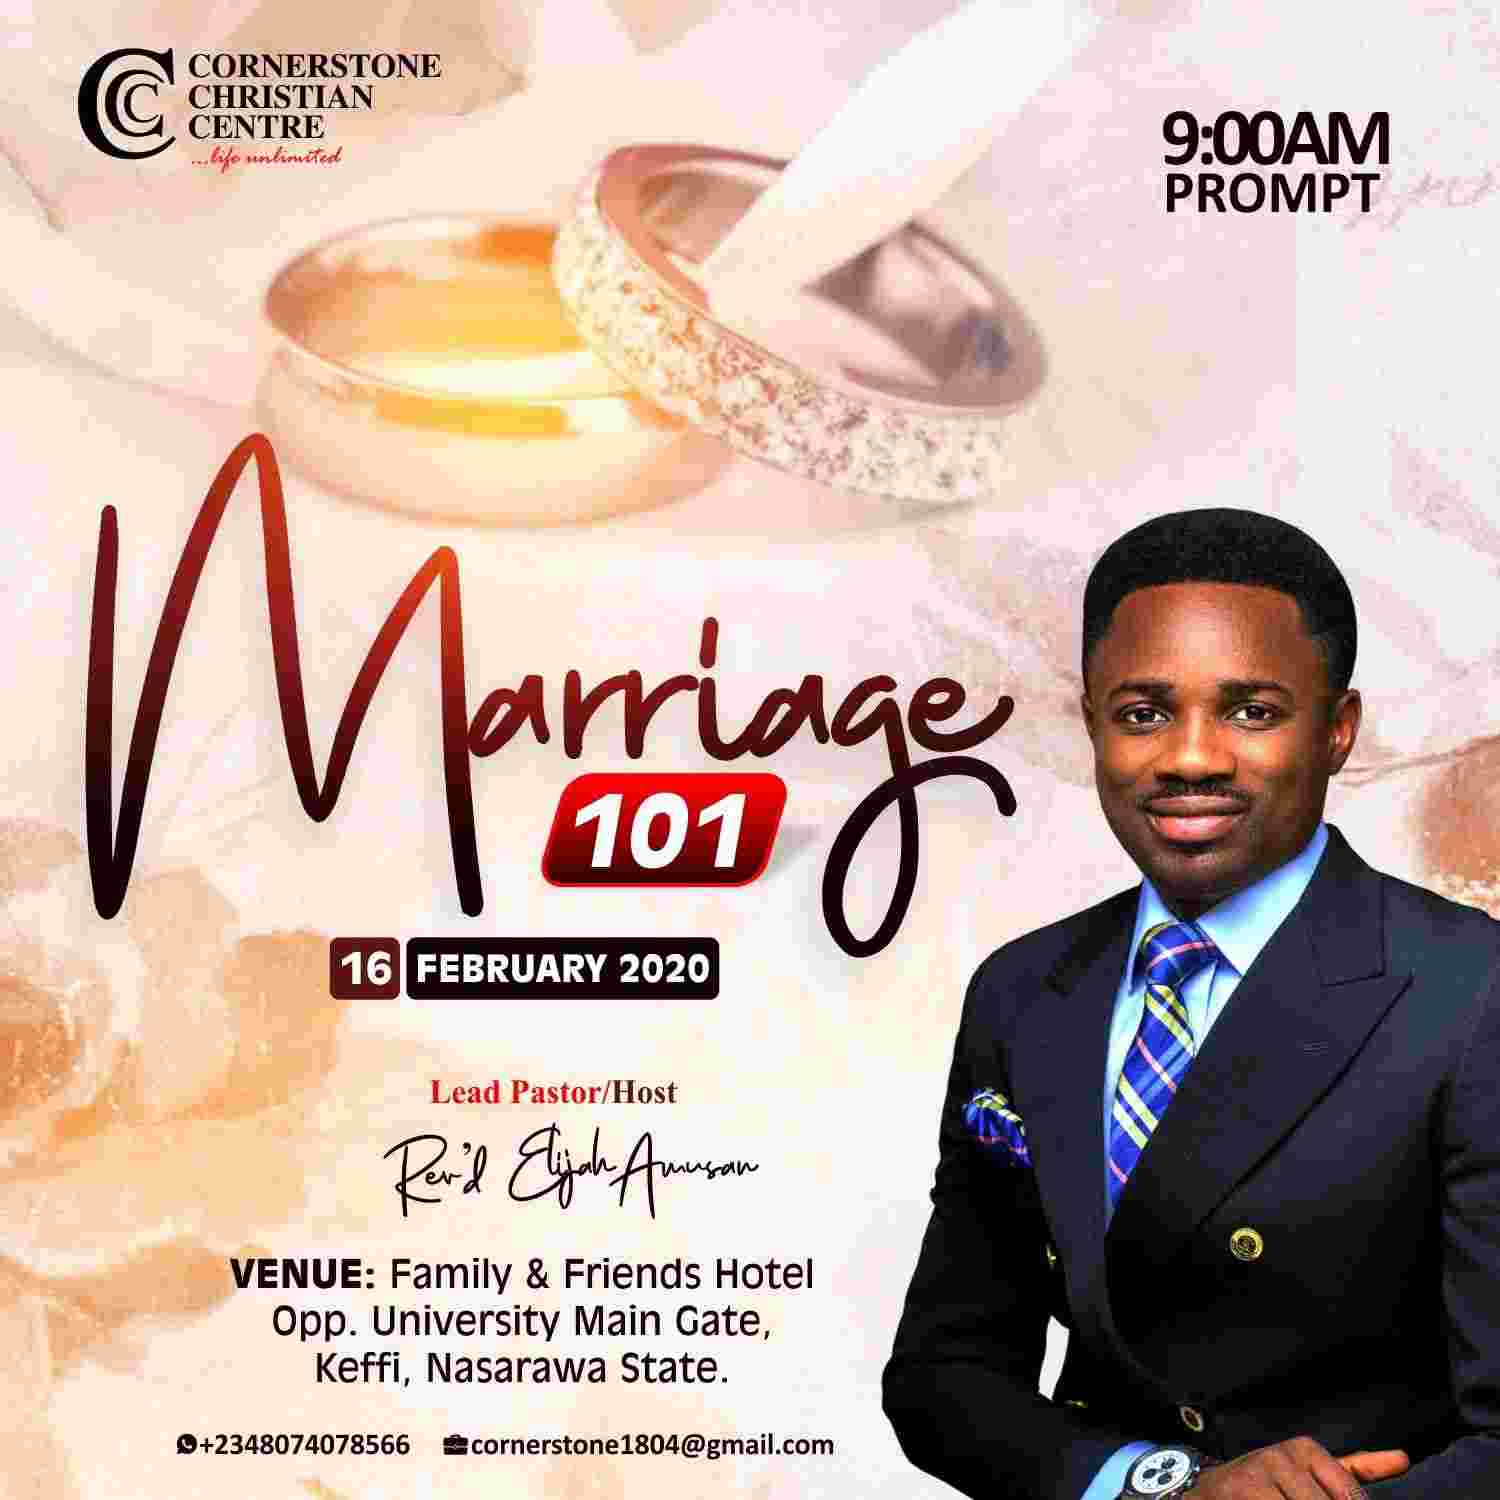 CORNERSTONE
CHRISTIAN
CENTRE
...life unlimited
9:00AM
PROMPT
Marriage
101
16 FEBRUARY 2020
Lead Pastor/Host
Rev'd Elijah Amusan
VENUE: Family & Friends Hotel
Opp. University Main Gate,
Keffi, Nasarawa State.
+2348074078566 cornerstone1804@gmail.com